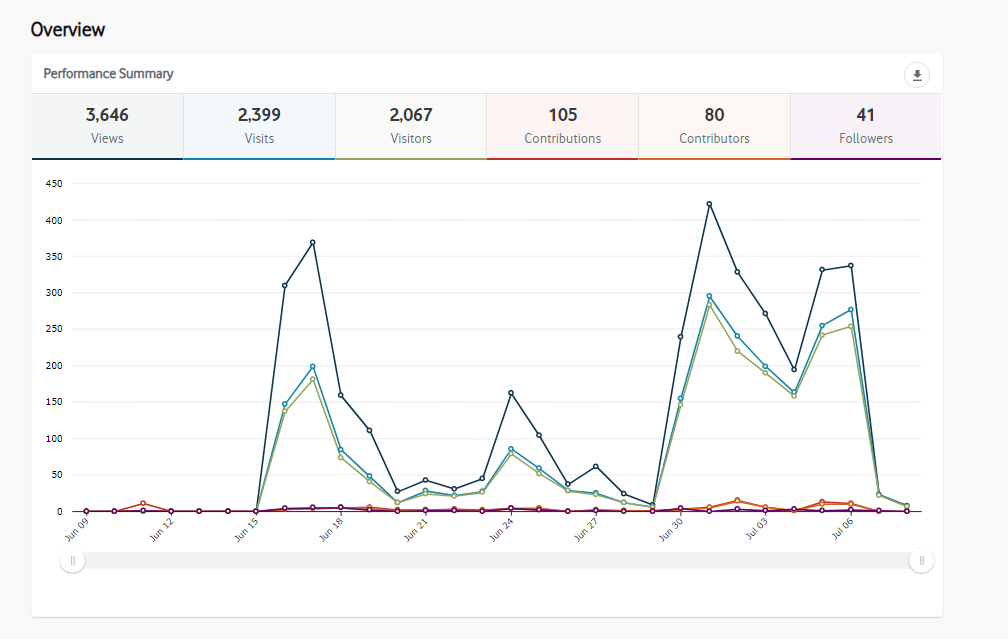 Overview
Performance Summary
3,646 2,399 2,067 105 80 41
Views Visits Visitors Contributions Contributors Followers
450
400
350
300
250
200
150
100
50
0
Jun 09 Jun 12 Jun 15 Jun 18 Jun 21 Jun 24 Jun 27 Jun 30 Jul 03 Jul 06